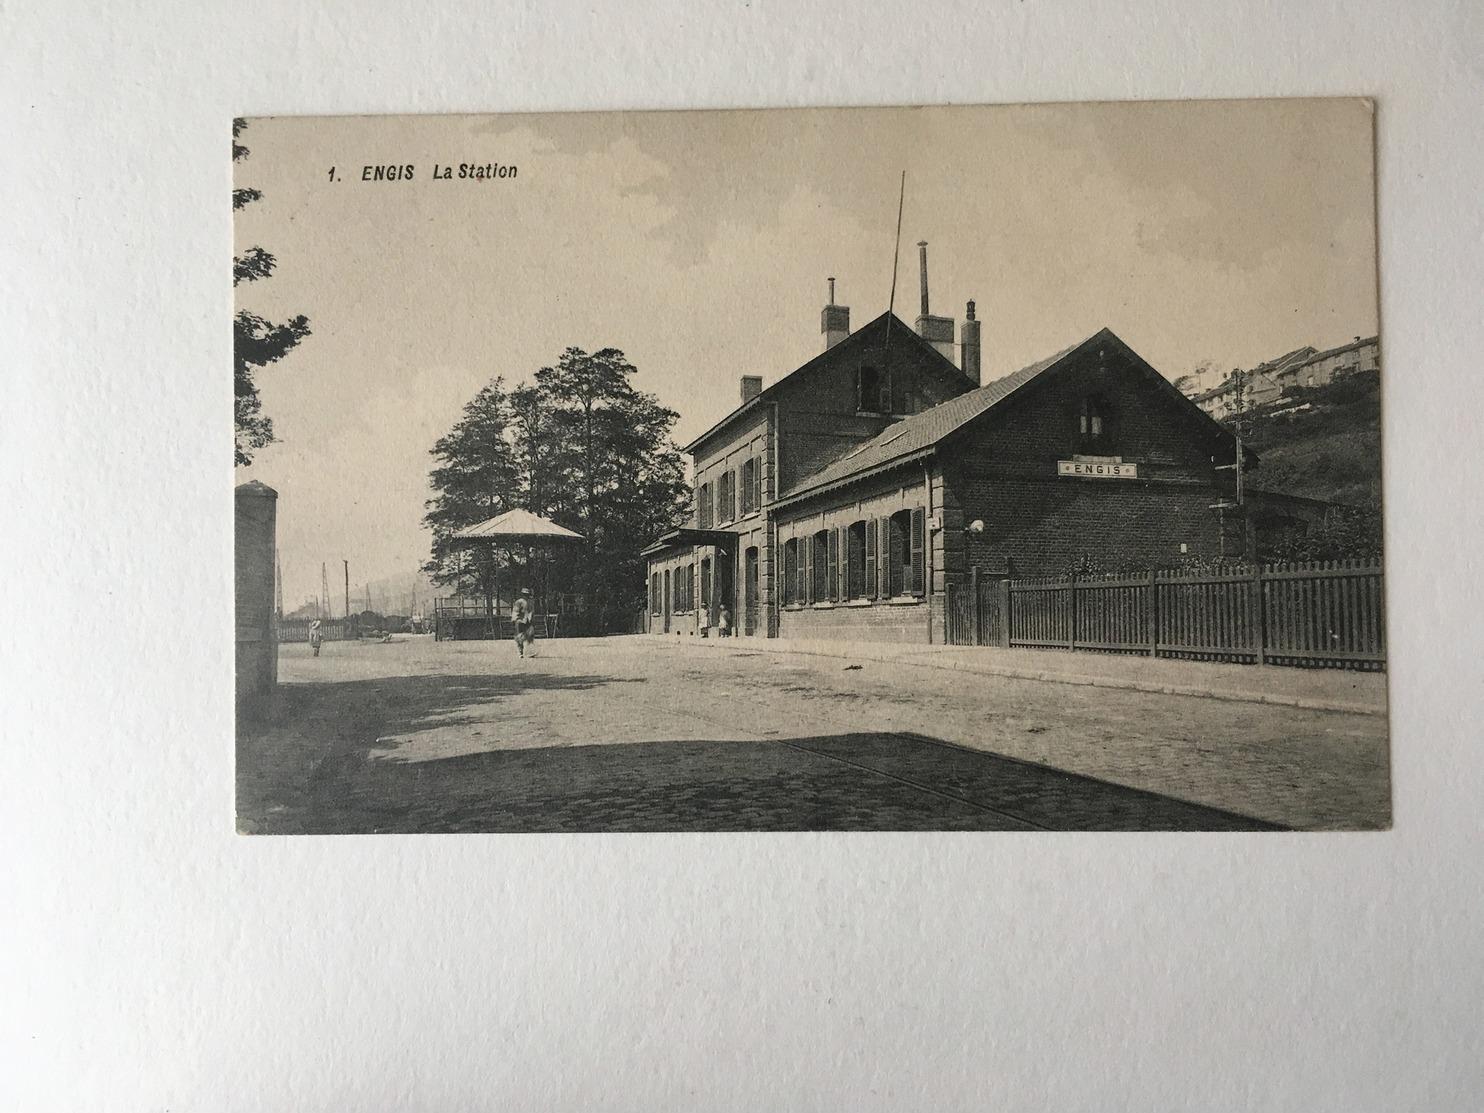 1. ENGIS La Station
ENGIS